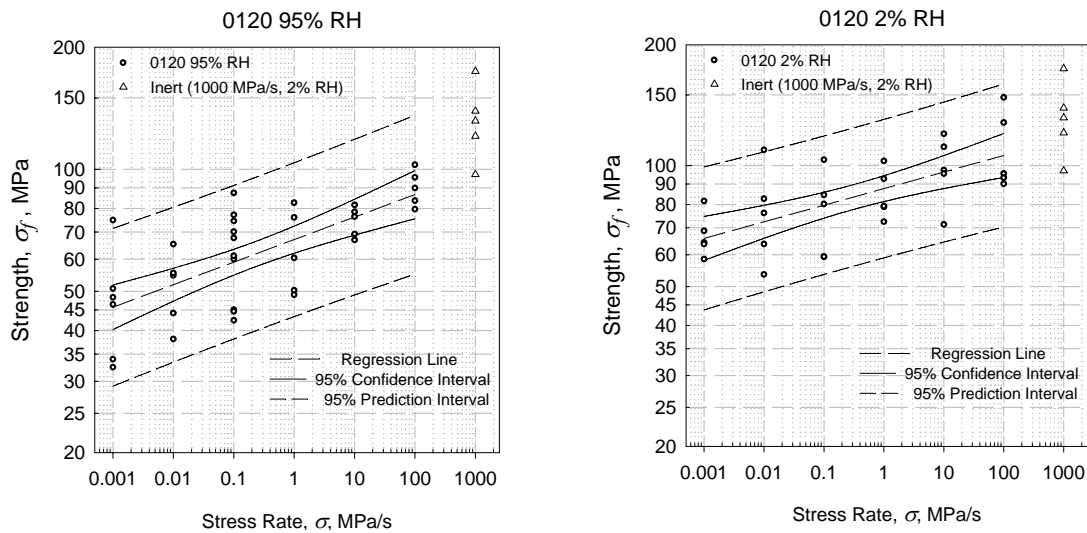 0120 95% RH
200
150
100
90
80
70
60
50
45
40
35
30
25
20
0120 95% RH
Inert (1000 MPa/s, 2% RH)
Regression Line
95% Confidence Interval
95% Prediction Interval
0.001 0.01 0.1 1 10 100 1000
Strength, σf, MPa
Stress Rate, σ, MPa/s
0120 2% RH
200
150
100
90
80
70
60
50
45
40
35
30
25
20
0120 2% RH
Inert (1000 MPa/s, 2% RH)
Regression Line
95% Confidence Interval
95% Prediction Interval
0.001 0.01 0.1 1 10 100 1000
Strength, σf, MPa
Stress Rate, σ, MPa/s